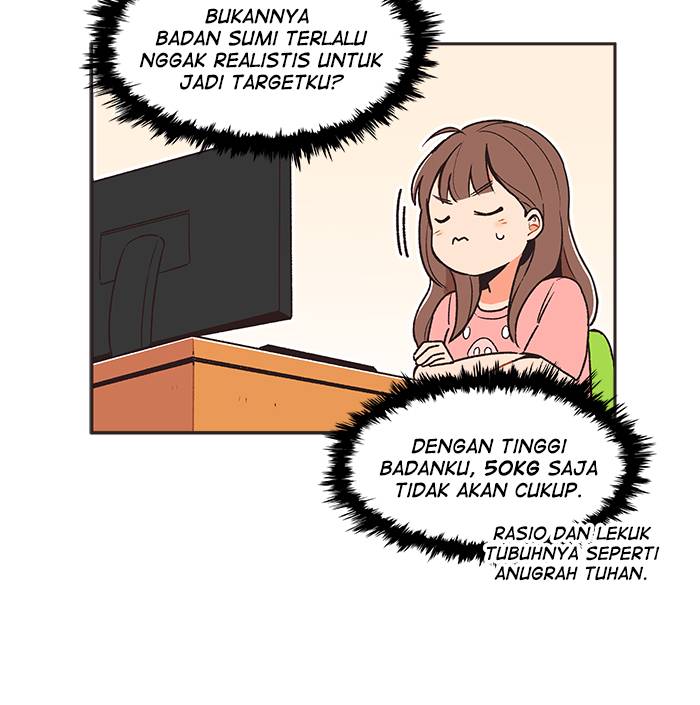 BUKANNYA
BADAN SUMI TERLALU
NGGAK REALISTIS UNTUK
JADI TARGETKU?
DENGAN TINGGI
BADANKU, 50KG SAJA
TIDAK AKAN CUKUP.
RASIO DAN LEKUK
TUBUHNYA SEPERTI
ANUGRAH TUHAN.